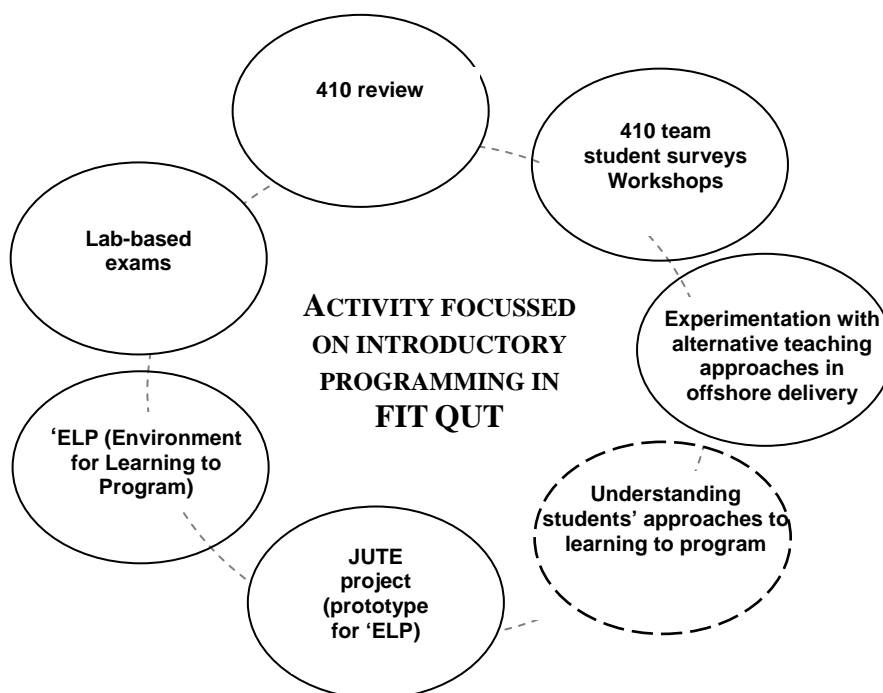 410 review
410 team
student surveys
Workshops
Lab-based
exams
ACTIVITY FOCUSSED
ON INTRODUCTORY
PROGRAMMING IN
FIT QUT
Experimentation with
alternative teaching
approaches in
offshore delivery
‘ELP (Environment
for Learning to
Program)
Understanding
students’ approaches to
learning to program
JUTE
project
(prototype
for ‘ELP)